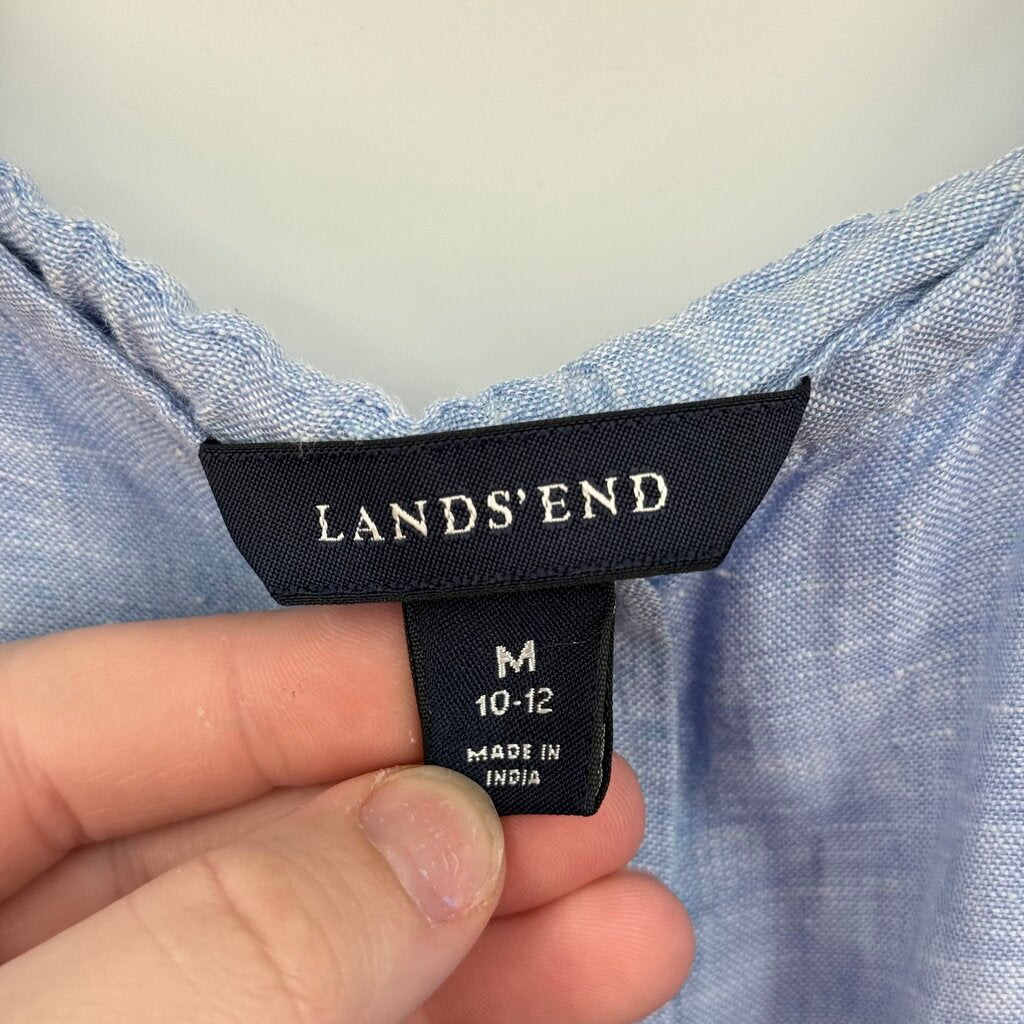 LANDS' END
M
10-12
MADE IN
INDIA